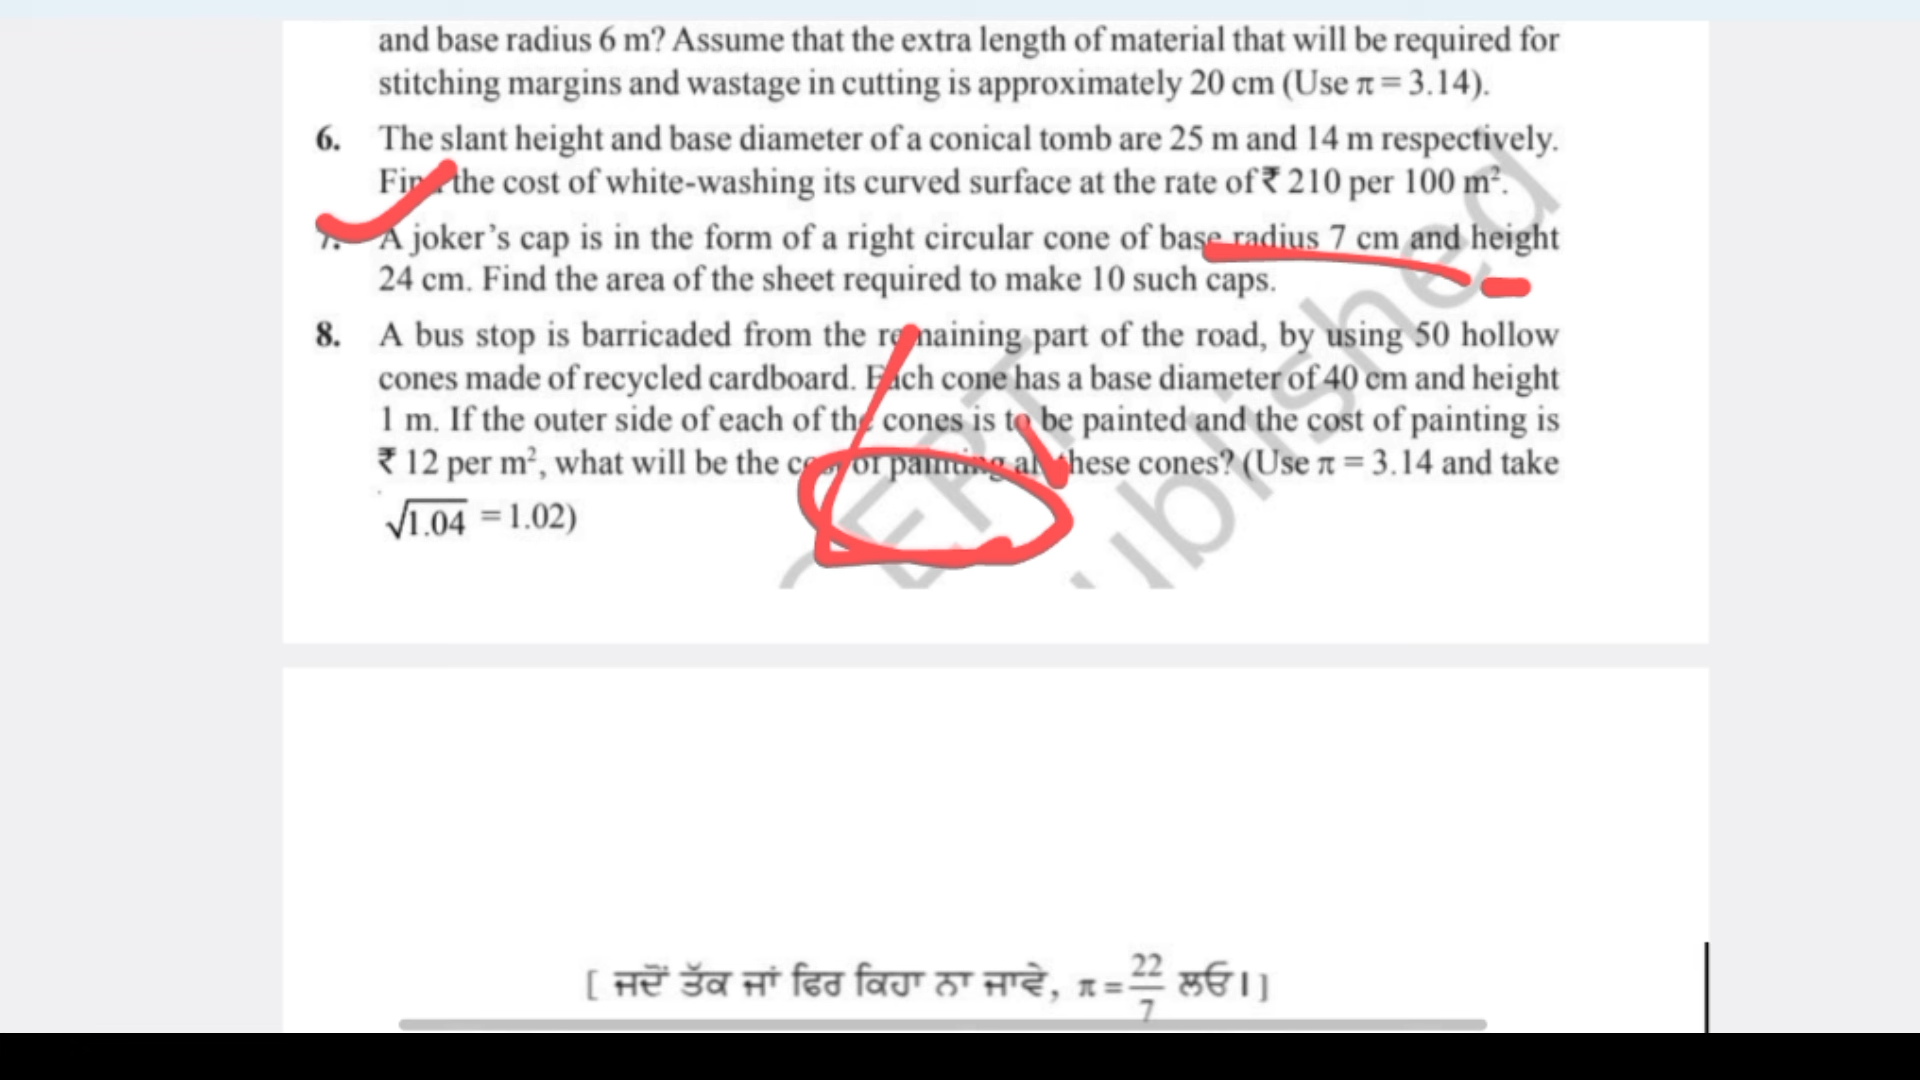 and base radius 6 m? Assume that the extra length of material that will be required for
stitching margins and wastage in cutting is approximately 20 cm (Use π = 3.14).
6. The slant height and base diameter of a conical tomb are 25 m and 14 m respectively.
Find the cost of white-washing its curved surface at the rate of ₹ 210 per 100 m².
7. A joker's cap is in the form of a right circular cone of base radius 7 cm and height
24 cm. Find the area of the sheet required to make 10 such caps.
8. A bus stop is barricaded from the remaining part of the road, by using 50 hollow
cones made of recycled cardboard. Each cone has a base diameter of 40 cm and height
1 m. If the outer side of each of the cones is to be painted and the cost of painting is
₹ 12 per m², what will be the cost of painting all these cones? (Use π = 3.14 and take
√1.04 = 1.02)
[ ਜਦੋਂ ਤੱਕ ਜਾਂ ਫਿਰ ਕਿਹਾ ਨਾ ਜਾਵੇ, π = 22/7 ਲਓ।]